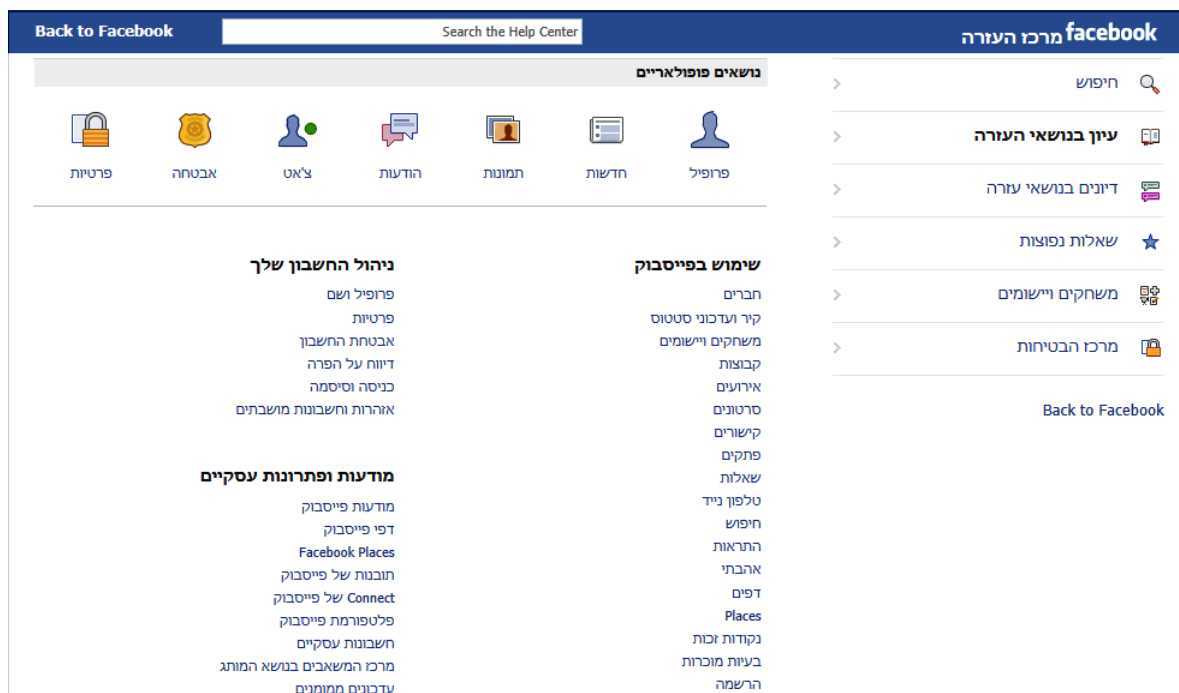 facebook מרכז העזרה
Search the Help Center
Back to Facebook
חיפוש
עיון בנושאי העזרה
דיונים בנושאי עזרה
שאלות נפוצות
משחקים ויישומים
מרכז הבטיחות
Back to Facebook
נושאים פופולאריים
פרופיל
חדשות
תמונות
הודעות
צ'אט
אבטחה
פרטיות
שימוש בפייסבוק
חברים
קיר ועדכוני סטטוס
משחקים ויישומים
קבוצות
אירועים
סרטונים
קישורים
פתקים
שאלות
טלפון נייד
חיפוש
התראות
אהבתי
דפים
Places
נקודות זכות
בעיות מוכרות
הרשמה
ניהול החשבון שלך
פרופיל ושם
פרטיות
אבטחת החשבון
דיווח על הפרה
כניסה וסיסמה
אזהרות וחשבונות מושבתים
מודעות ופתרונות עסקיים
מודעות פייסבוק
דפי פייסבוק
Facebook Places
תובנות של פייסבוק
Connect של פייסבוק
פלטפורמת פייסבוק
חשבונות עסקיים
מרכז המשאבים בנושא המותג
עדכונים ממומנים